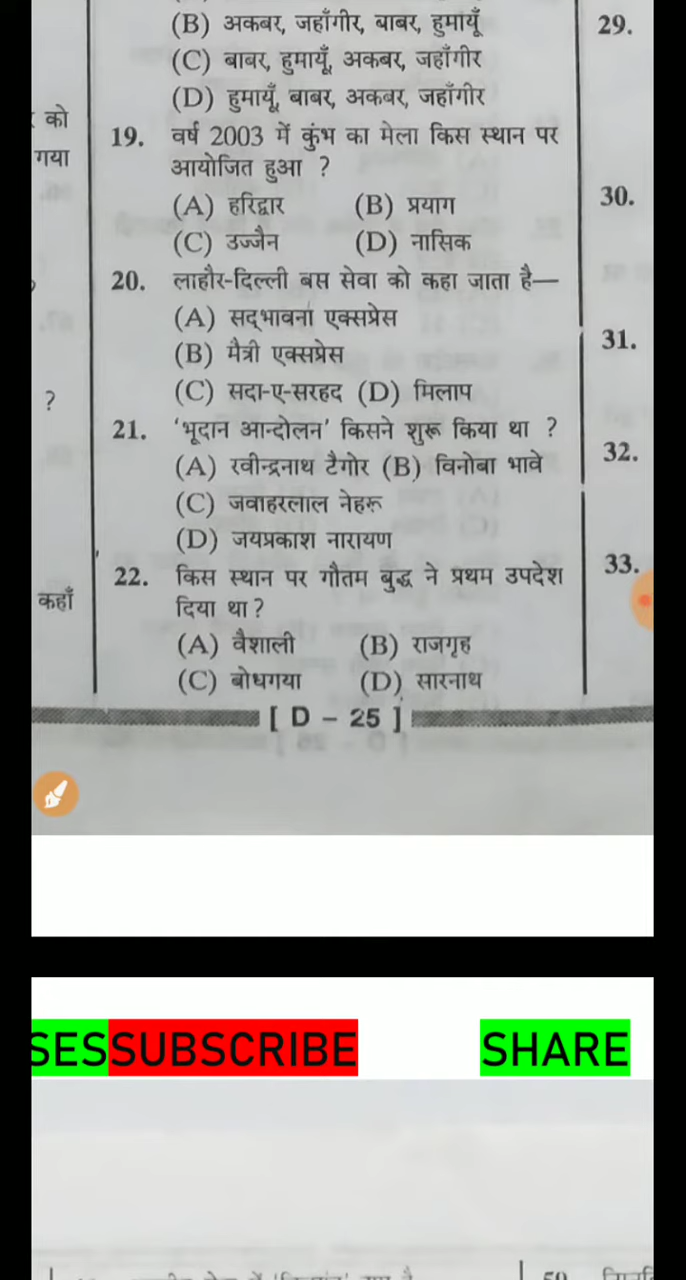 (B) अकबर, जहाँगीर, बाबर, हुमायूँ
(C) बाबर, हुमायूँ, अकबर, जहाँगीर
(D) हुमायूँ, बाबर, अकबर, जहाँगीर
को
गया
?
कहाँ
19. वर्ष 2003 में कुंभ का मेला किस स्थान पर
आयोजित हुआ ?
(A) हरिद्वार (B) प्रयाग
(C) उज्जैन (D) नासिक
20. लाहौर-दिल्ली बस सेवा को कहा जाता है—
(A) सद्भावना एक्सप्रेस
(B) मैत्री एक्सप्रेस
(C) सदा-ए-सरहद (D) मिलाप
21. 'भूदान आन्दोलन' किसने शुरू किया था ?
(A) रवीन्द्रनाथ टैगोर (B) विनोबा भावे
(C) जवाहरलाल नेहरू
(D) जयप्रकाश नारायण
22. किस स्थान पर गौतम बुद्ध ने प्रथम उपदेश
दिया था ?
(A) वैशाली (B) राजगृह
(C) बोधगया (D) सारनाथ
29.
30.
31.
32.
33.
[ D – 25 ]
SES SUBSCRIBE SHARE